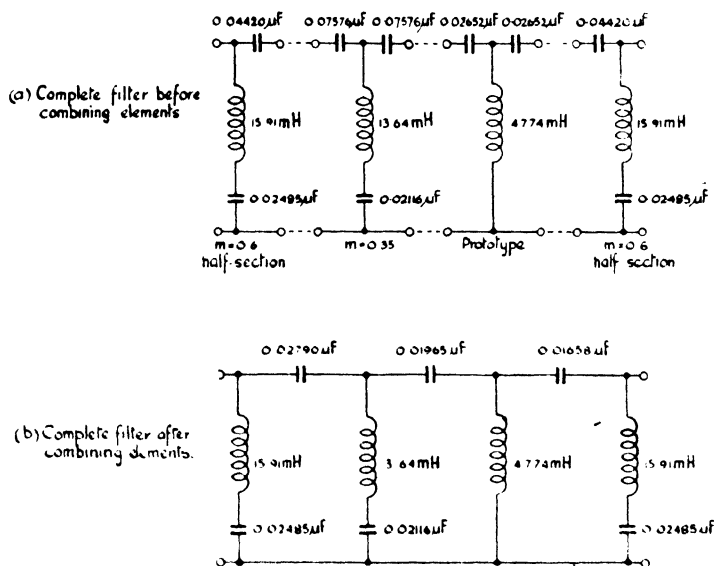 0.04420µF 0.07576µF 0.07576µF 0.02652µF 0.02652µF 0.04420µF
(a) Complete filter before
combining elements
15.91mH 13.64mH 4.774mH 15.91mH
0.02485µF 0.02116µF 0.02485µF
m=0.6 m=0.35 Prototype m=0.6
half-section half section
0.02790µF 0.01965µF 0.01658µF
(b) Complete filter after
combining elements.
15.91mH 3.64mH 4.774mH 15.91mH
0.02485µF 0.02116µF 0.02485µF